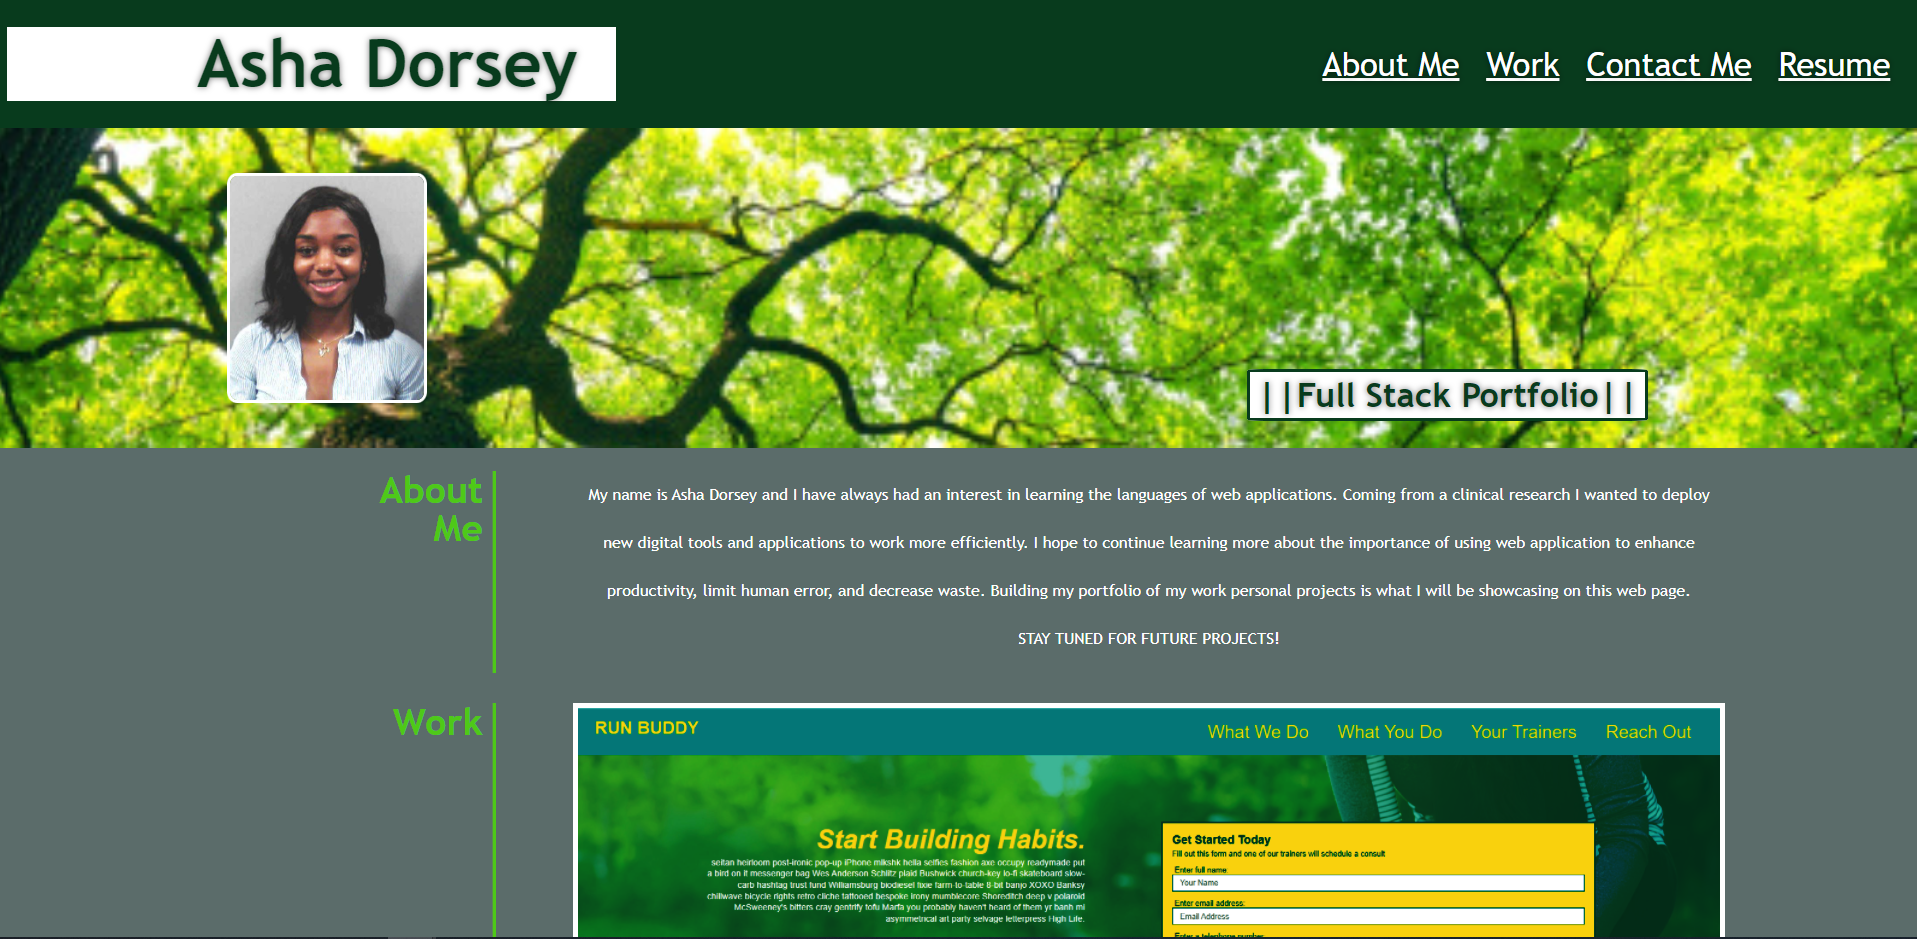 Asha Dorsey
About Me Work Contact Me Resume
||Full Stack Portfolio||
About
Me
My name is Asha Dorsey and I have always had an interest in learning the languages of web applications. Coming from a clinical research I wanted to deploy
new digital tools and applications to work more efficiently. I hope to continue learning more about the importance of using web application to enhance
productivity, limit human error, and decrease waste. Building my portfolio of my work personal projects is what I will be showcasing on this web page.
STAY TUNED FOR FUTURE PROJECTS!
Work
RUN BUDDY
What We Do What You Do Your Trainers Reach Out
Start Building Habits.
seitan heirloom post-ironic pop-up iPhone mlkshk hella selfies fashion axe occupy readymade put
a bird on it messenger bag Wes Anderson Schlitz plaid Bushwick church-key lo-fi skateboard slow-
carb hashtag trust fund Williamsburg biodiesel fixie farm-to-table 8-bit banjo XOXO Banksy
chillwave bicycle rights retro cliche tattooed bespoke irony mumblecore Shoreditch deep v polaroid
McSweeney's bitters cray gentrify tofu Marfa you probably haven't heard of them yr banh mi
asymmetrical art party selvage letterpress High Life.
Get Started Today
Fill out this form and one of our trainers will schedule a consult
Enter full name:
Your Name
Enter email address:
Email Address
Enter a telephone number